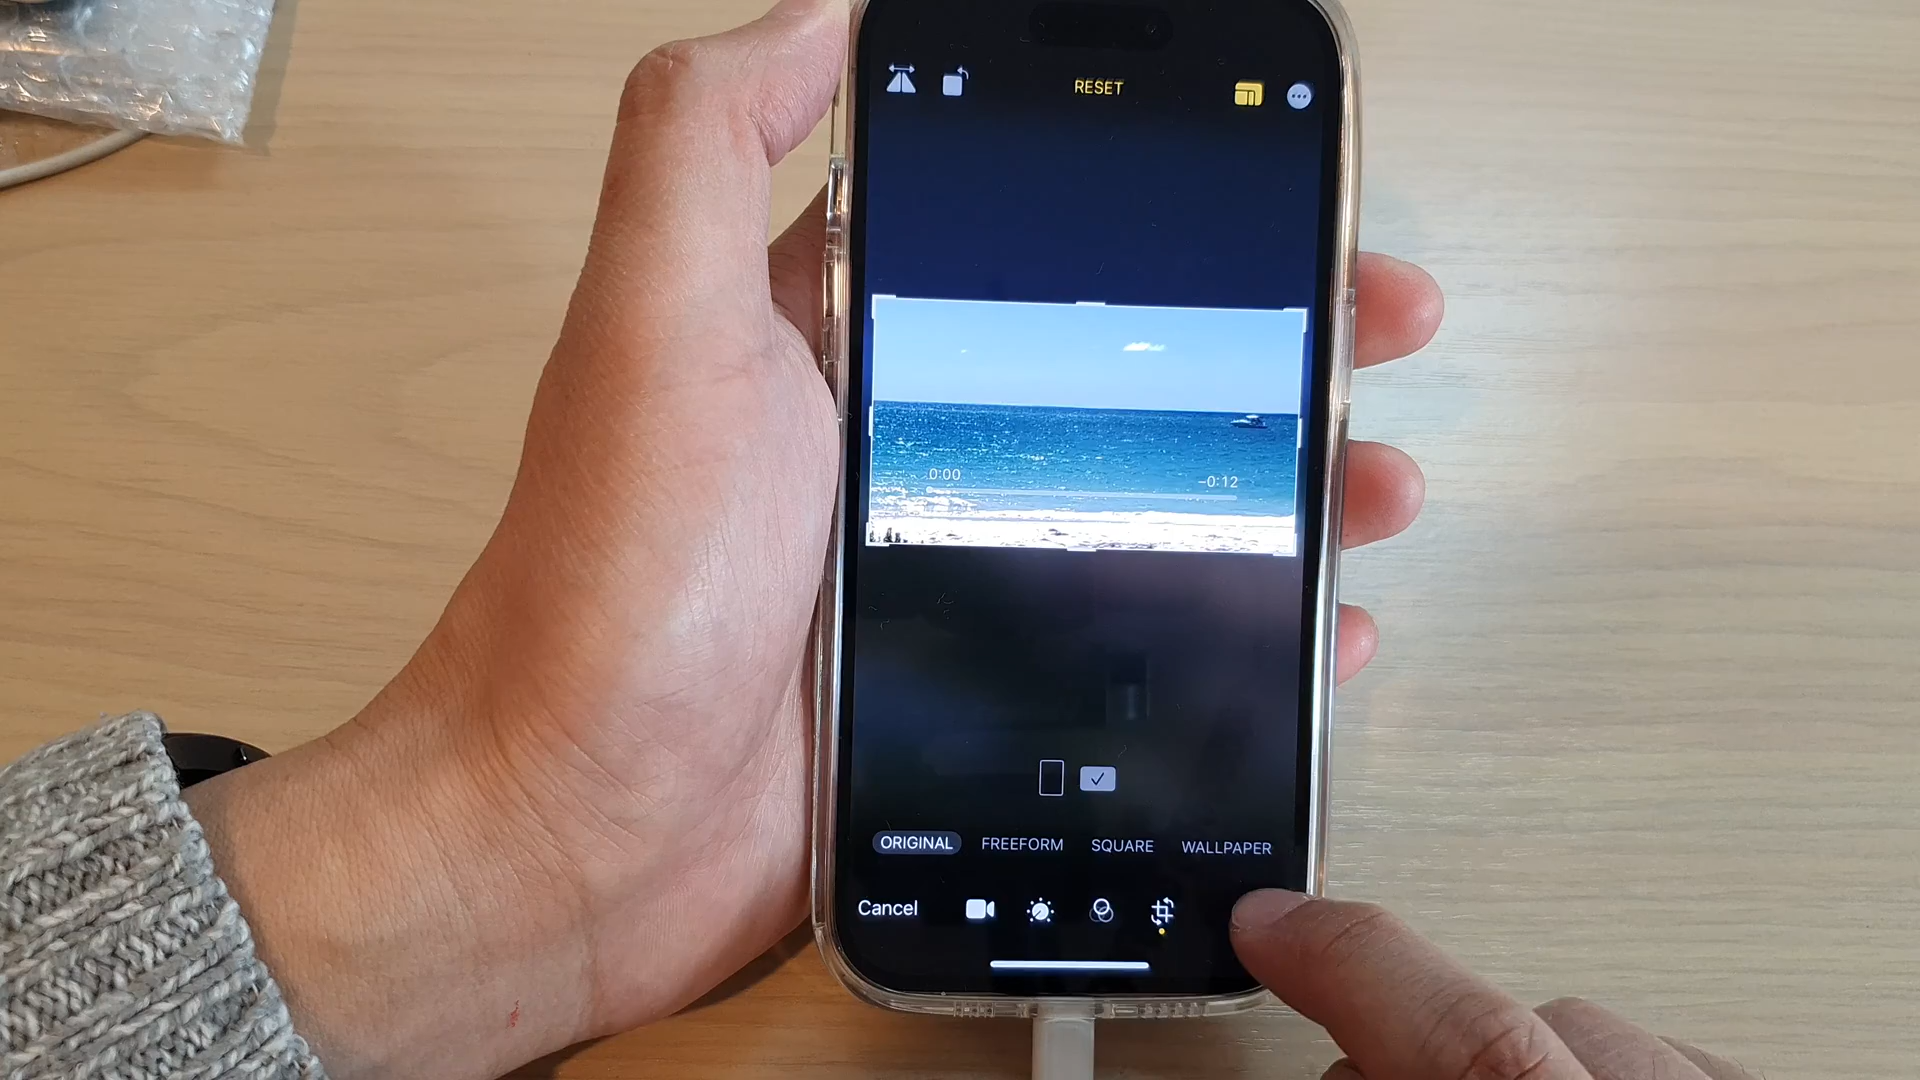 RESET
0:00
-0:12
ORIGINAL
FREEFORM
SQUARE
WALLPAPER
Cancel